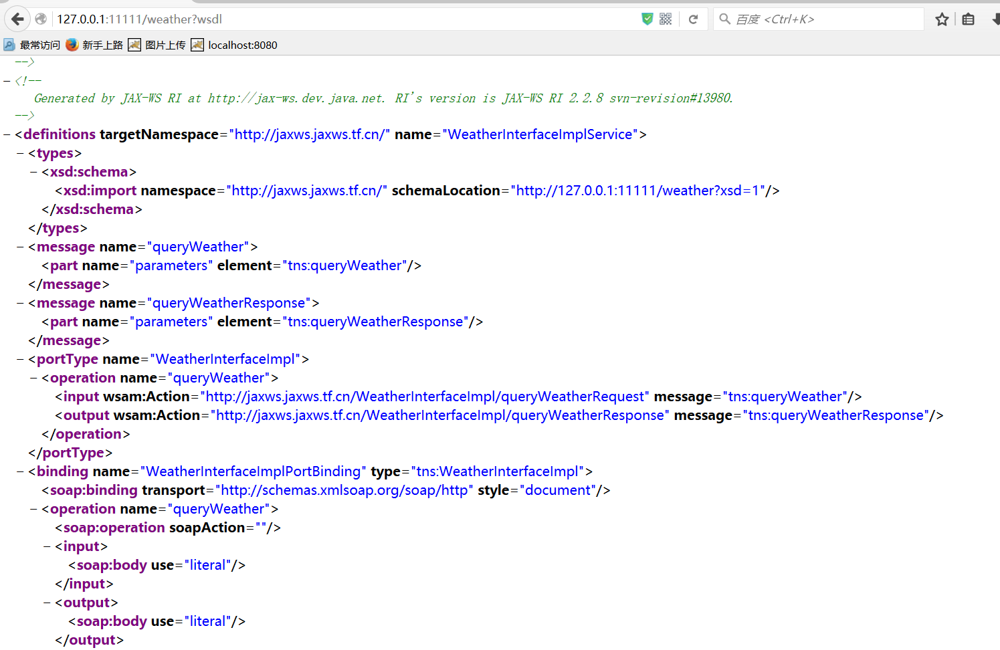 127.0.0.1:11111/weather?wsdl
百度 <Ctrl+K>
最常访问 新手上路 图片上传 localhost:8080
-->
- <!--
Generated by JAX-WS RI at http://jax-ws.dev.java.net. RI's version is JAX-WS RI 2.2.8 svn-revision#13980.
-->
- <definitions targetNamespace="http://jaxws.jaxws.tf.cn/" name="WeatherInterfaceImplService">
- <types>
- <xsd:schema>
<xsd:import namespace="http://jaxws.jaxws.tf.cn/" schemaLocation="http://127.0.0.1:11111/weather?xsd=1"/>
</xsd:schema>
</types>
- <message name="queryWeather">
<part name="parameters" element="tns:queryWeather"/>
</message>
- <message name="queryWeatherResponse">
<part name="parameters" element="tns:queryWeatherResponse"/>
</message>
- <portType name="WeatherInterfaceImpl">
- <operation name="queryWeather">
<input wsam:Action="http://jaxws.jaxws.tf.cn/WeatherInterfaceImpl/queryWeatherRequest" message="tns:queryWeather"/>
<output wsam:Action="http://jaxws.jaxws.tf.cn/WeatherInterfaceImpl/queryWeatherResponse" message="tns:queryWeatherResponse"/>
</operation>
</portType>
- <binding name="WeatherInterfaceImplPortBinding" type="tns:WeatherInterfaceImpl">
<soap:binding transport="http://schemas.xmlsoap.org/soap/http" style="document"/>
- <operation name="queryWeather">
<soap:operation soapAction=""/>
- <input>
<soap:body use="literal"/>
</input>
- <output>
<soap:body use="literal"/>
</output>